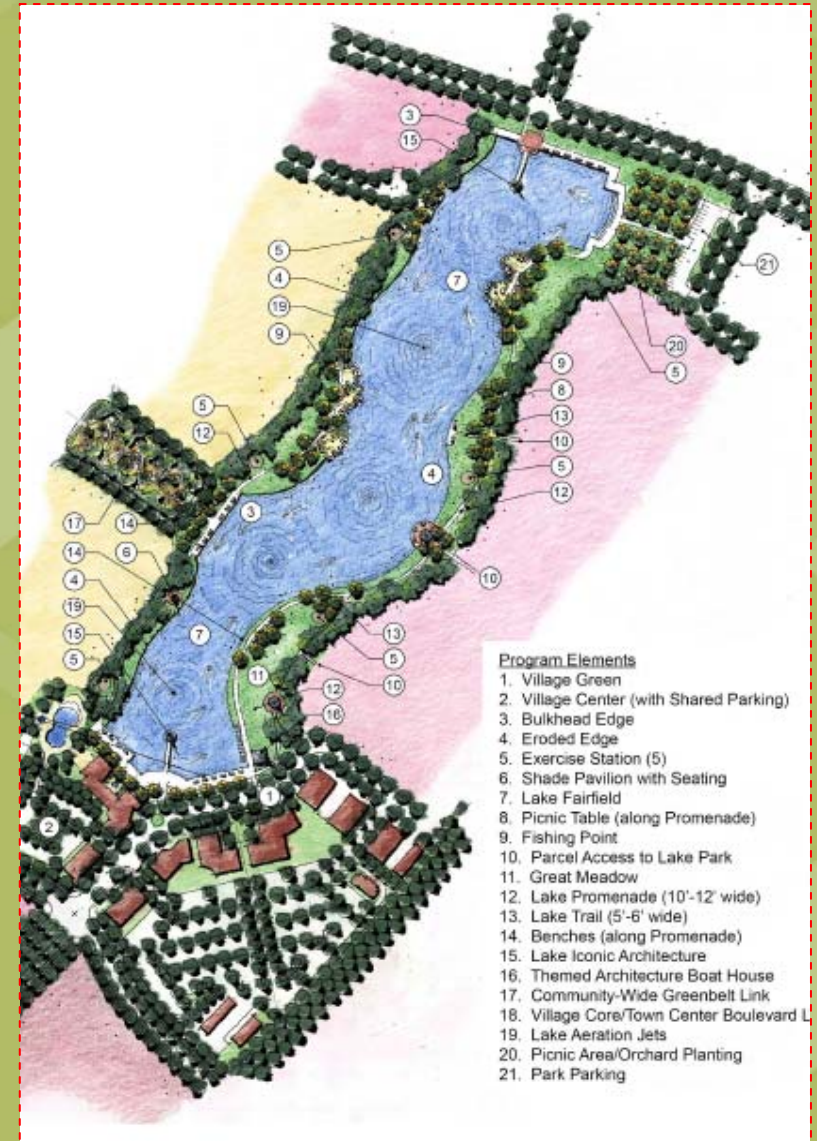 3
15
5
4
19
9
7
21
20
5
9
8
13
10
5
12
5
12
4
3
17
14
14
6
4
19
15
5
7
10
13
5
10
11
12
16
1
2
Program Elements
1. Village Green
2. Village Center (with Shared Parking)
3. Bulkhead Edge
4. Eroded Edge
5. Exercise Station (5)
6. Shade Pavilion with Seating
7. Lake Fairfield
8. Picnic Table (along Promenade)
9. Fishing Point
10. Parcel Access to Lake Park
11. Great Meadow
12. Lake Promenade (10'-12' wide)
13. Lake Trail (5'-6' wide)
14. Benches (along Promenade)
15. Lake Iconic Architecture
16. Themed Architecture Boat House
17. Community-Wide Greenbelt Link
18. Village Core/Town Center Boulevard L
19. Lake Aeration Jets
20. Picnic Area/Orchard Planting
21. Park Parking